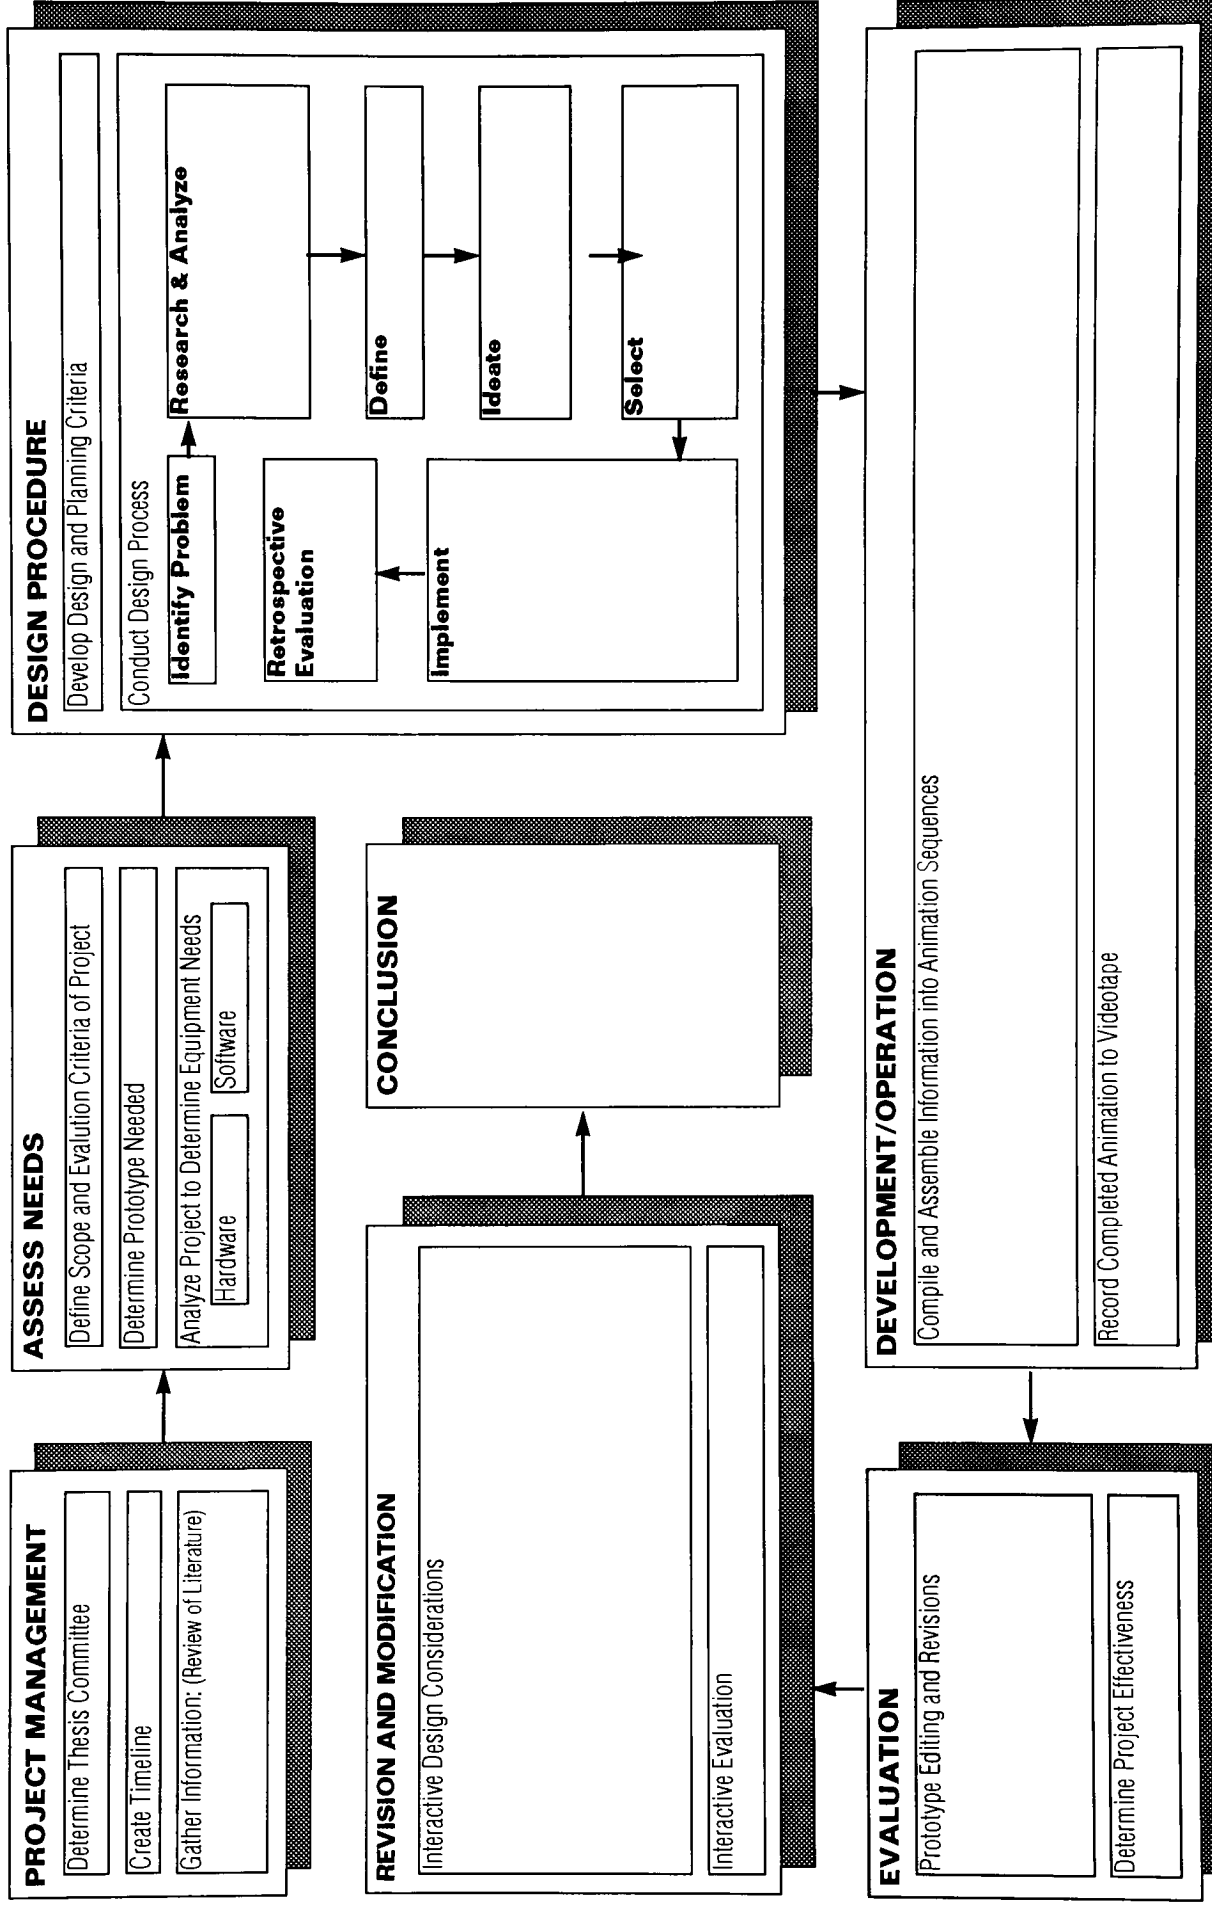 PROJECT MANAGEMENT
Determine Thesis Committee
Create Timeline
Gather Information: (Review of Literature)
ASSESS NEEDS
Define Scope and Evalution Criteria of Project
Determine Prototype Needed
Analyze Project to Determine Equipment Needs
Hardware
Software
DESIGN PROCEDURE
Develop Design and Planning Criteria
Conduct Design Process
Identify Problem
Research & Analyze
Define
Ideate
Select
Implement
Retrospective
Evaluation
DEVELOPMENT/OPERATION
Compile and Assemble Information into Animation Sequences
Record Completed Animation to Videotape
EVALUATION
Prototype Editing and Revisions
Determine Project Effectiveness
REVISION AND MODIFICATION
Interactive Design Considerations
Interactive Evaluation
CONCLUSION